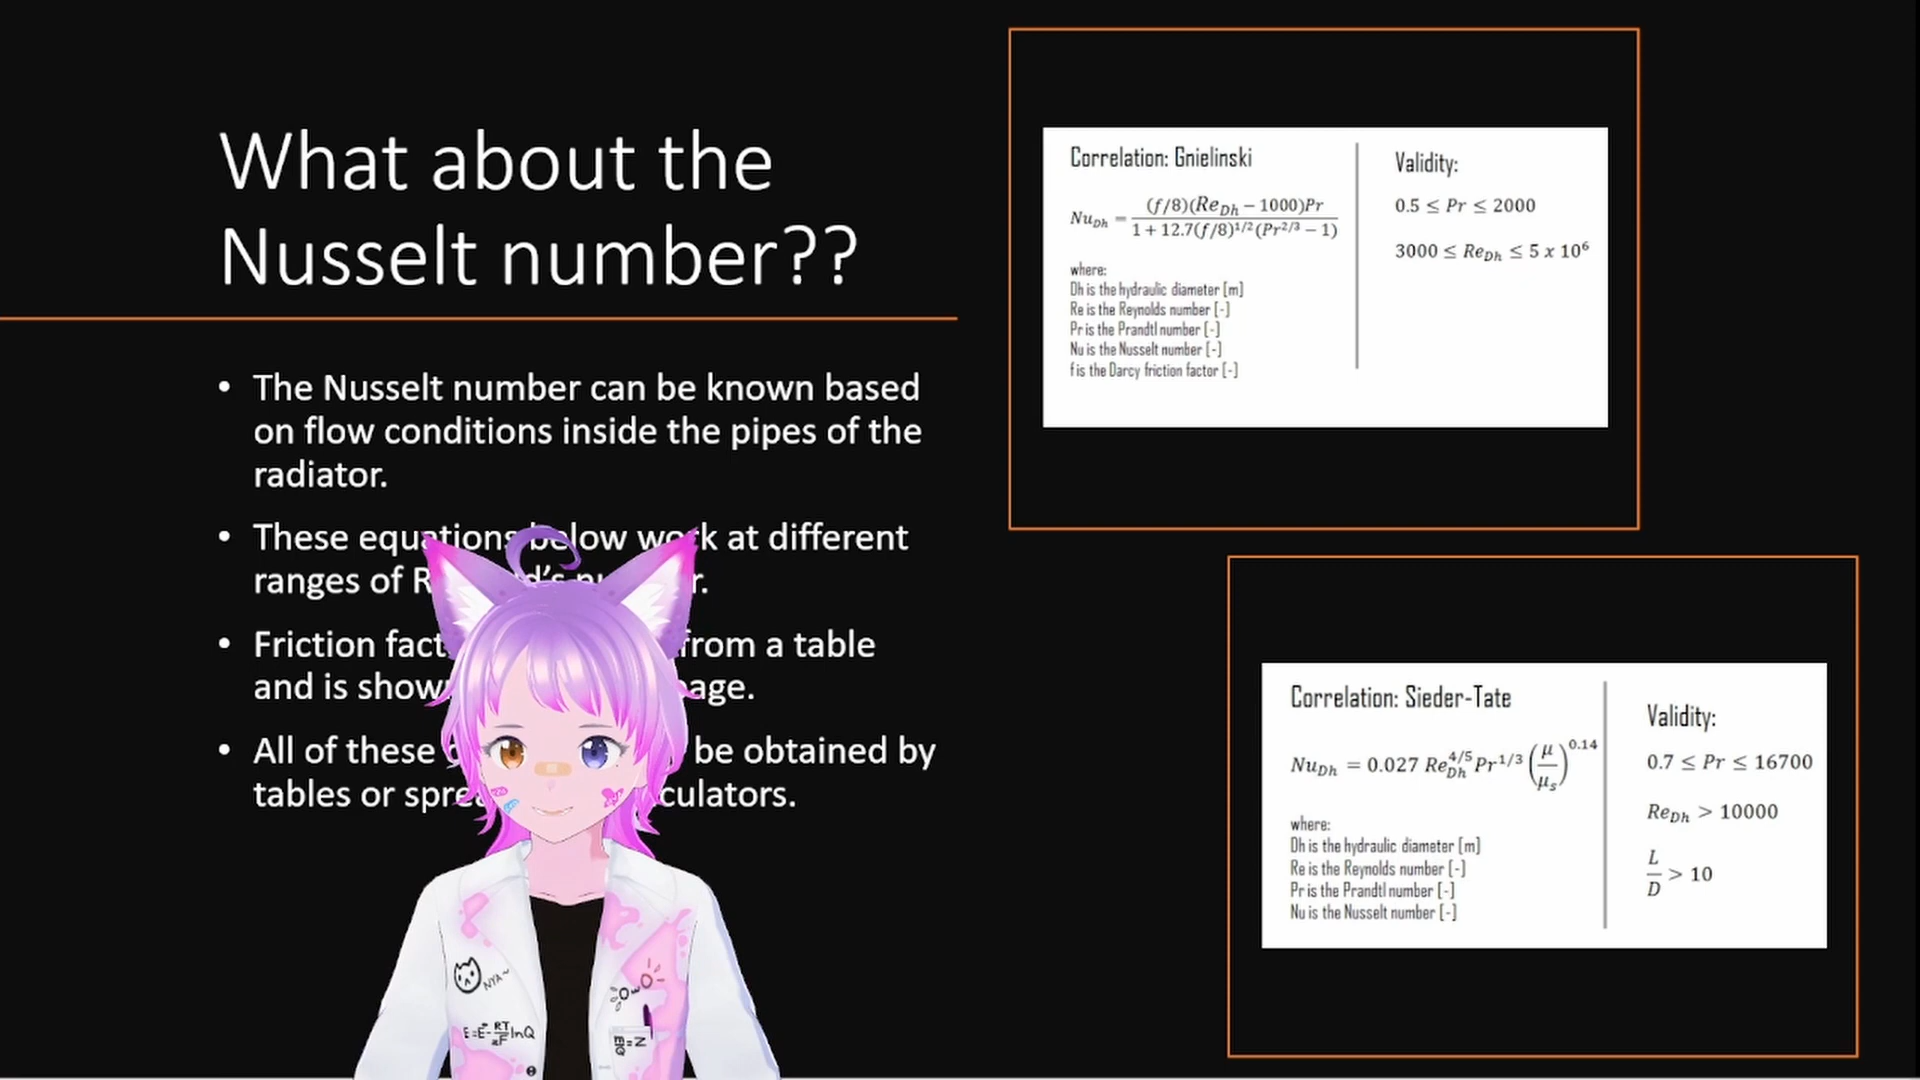 What about the
Nusselt number??
• The Nusselt number can be known based
on flow conditions inside the pipes of the
radiator.
• These equations below work at different
ranges of
• Friction from a table
and is
• All of these be obtained by
tables or
Correlation: Gnielinski
Nu_Dh = (f/8)(Re_Dh − 1000)Pr / 1 + 12.7(f/8)^1/2(Pr^2/3 − 1)
where:
Dh is the hydraulic diameter [m]
Re is the Reynolds number [-]
Pr is the Prandtl number [-]
Nu is the Nusselt number [-]
f is the Darcy friction factor [-]
Validity:
0.5 ≤ Pr ≤ 2000
3000 ≤ Re_Dh ≤ 5 x 10^6
Correlation: Sieder-Tate
Nu_Dh = 0.027 Re_Dh^4/5 Pr^1/3 (μ/μ_s)^0.14
where:
Dh is the hydraulic diameter [m]
Re is the Reynolds number [-]
Pr is the Prandtl number [-]
Nu is the Nusselt number [-]
Validity:
0.7 ≤ Pr ≤ 16700
Re_Dh > 10000
L/D > 10
NYA~